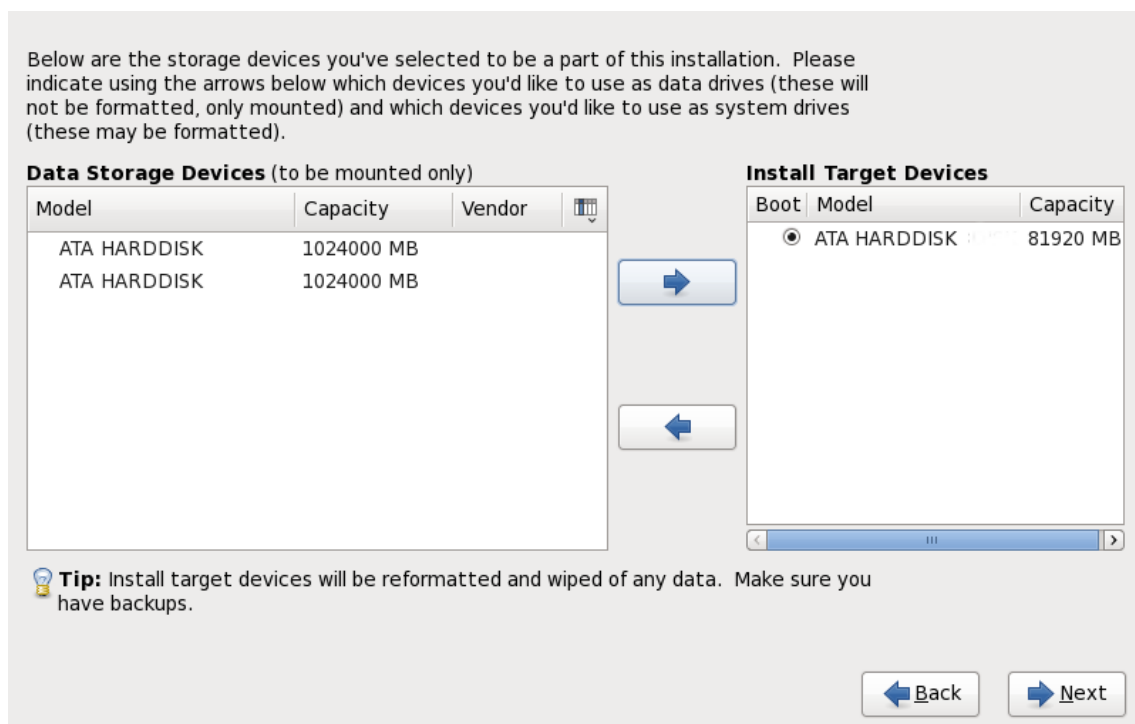 Below are the storage devices you've selected to be a part of this installation.  Please
indicate using the arrows below which devices you'd like to use as data drives (these will
not be formatted, only mounted) and which devices you'd like to use as system drives
(these may be formatted).
Data Storage Devices (to be mounted only)
Model Capacity Vendor
ATA HARDDISK 1024000 MB
ATA HARDDISK 1024000 MB
Install Target Devices
Boot Model Capacity
ATA HARDDISK 81920 MB
Tip: Install target devices will be reformatted and wiped of any data.  Make sure you
have backups.
Back Next